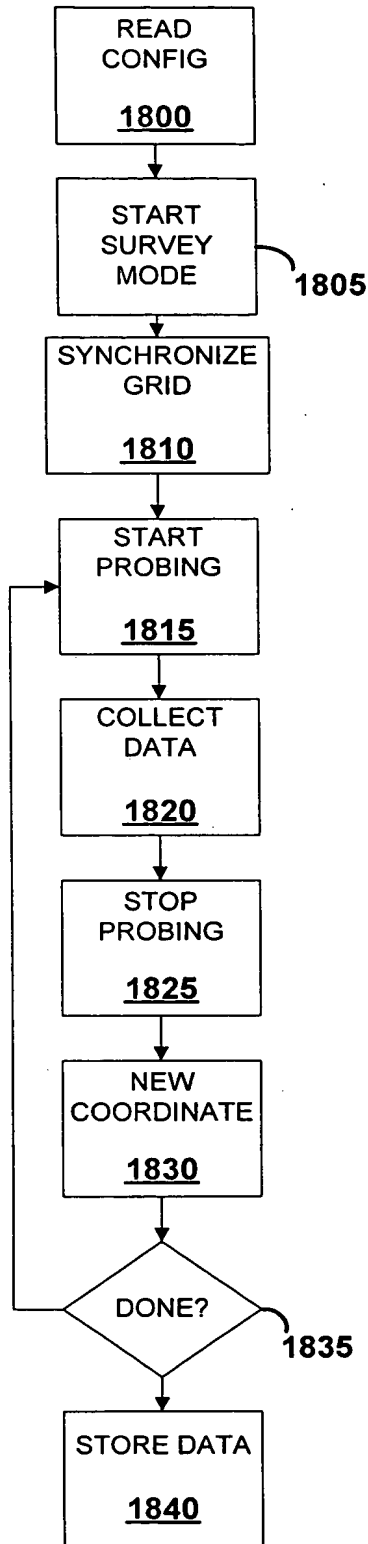 READ
CONFIG
1800
START
SURVEY
MODE
1805
SYNCHRONIZE
GRID
1810
START
PROBING
1815
COLLECT
DATA
1820
STOP
PROBING
1825
NEW
COORDINATE
1830
DONE?
1835
STORE DATA
1840